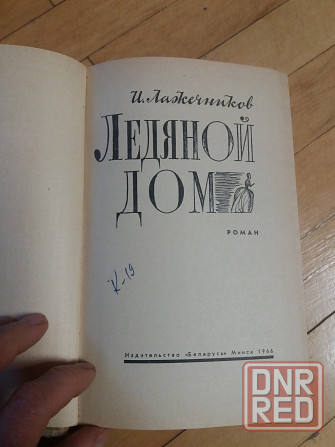 И. Лажечников
ЛЕДЯНОЙ
ДОМ
РОМАН
К-19
Издательство «Беларусь» Минск 1966
DNR
RED